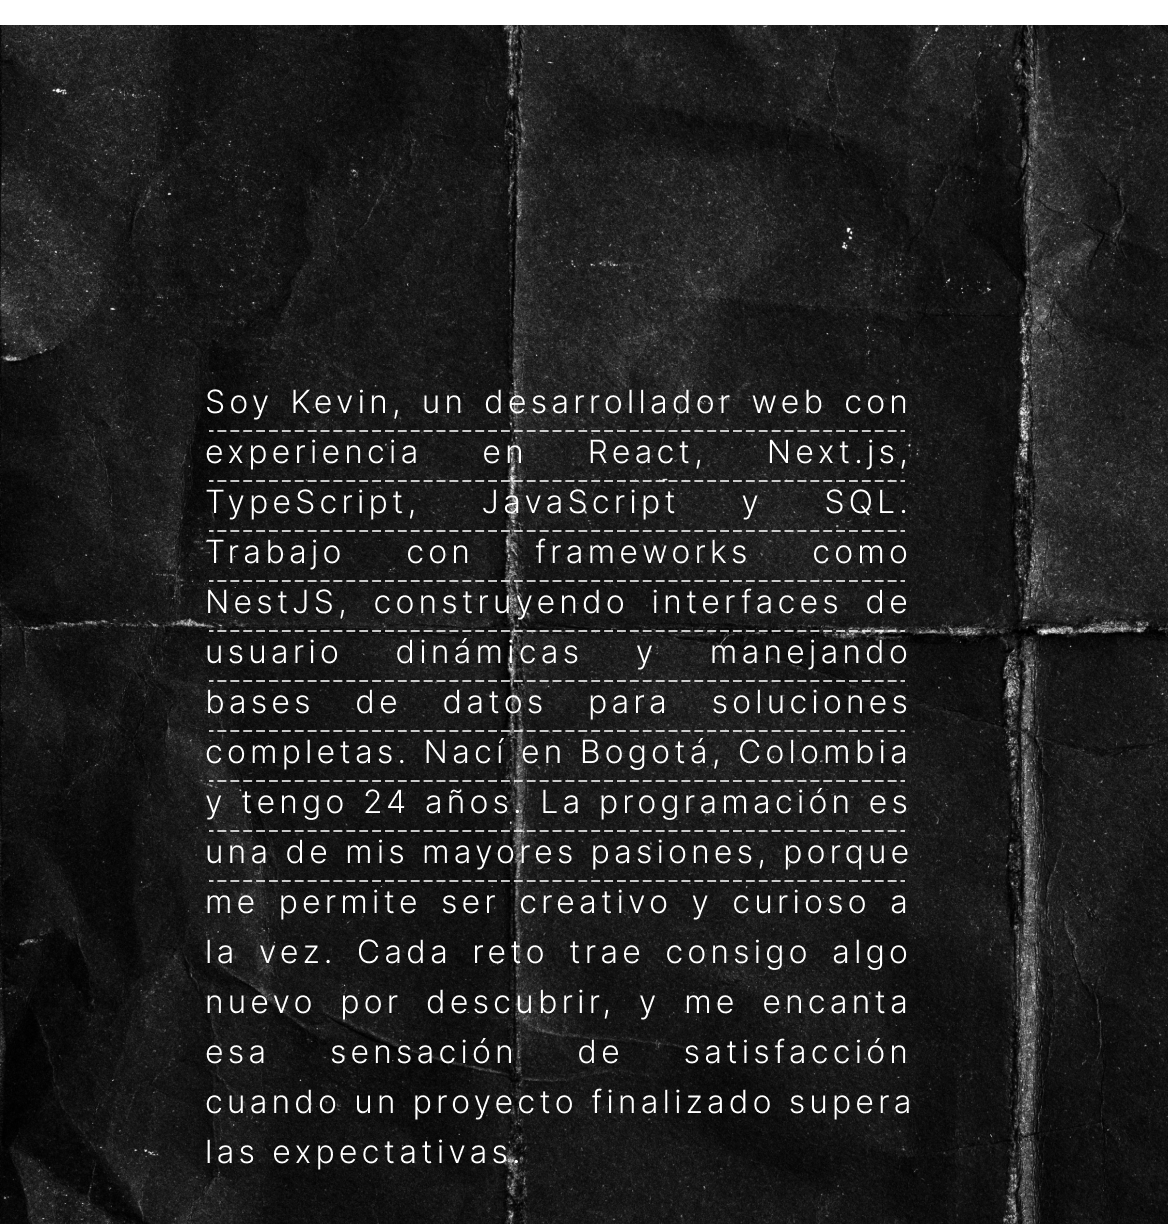 Soy Kevin, un desarrollador web con
experiencia en React, Next.js,
TypeScript, JavaScript y SQL.
Trabajo con frameworks como
NestJS, construyendo interfaces de
usuario dinámicas y manejando
bases de datos para soluciones
completas. Nací en Bogotá, Colombia
y tengo 24 años. La programación es
una de mis mayores pasiones, porque
me permite ser creativo y curioso a
la vez. Cada reto trae consigo algo
nuevo por descubrir, y me encanta
esa sensación de satisfacción
cuando un proyecto finalizado supera
las expectativas.